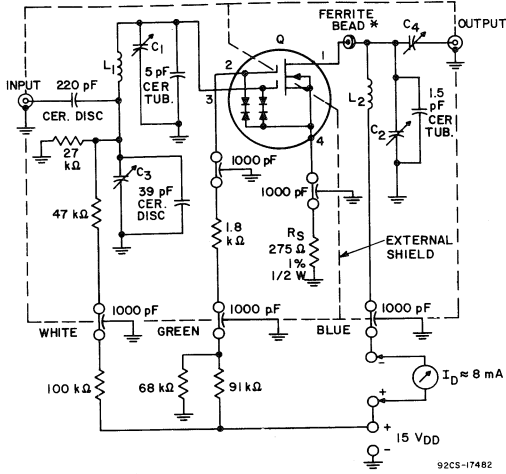 FERRITE
BEAD *
C4
OUTPUT
L1
C1
5 pF
CER
TUB.
Q
1
2
3
4
INPUT
220 pF
CER. DISC
L2
C2
1.5
pF
CER
TUB.
27
kΩ
C3
39 pF
CER.
DISC
47 kΩ
1000 pF
1000 pF
1.8
kΩ
RS
275 Ω
1%
1/2 W
EXTERNAL
SHIELD
1000 pF
1000 pF
1000 pF
WHITE
GREEN
BLUE
100 kΩ
68 kΩ
91 kΩ
-
ID ≈ 8 mA
+
+
15 VDD
-
92CS-17482